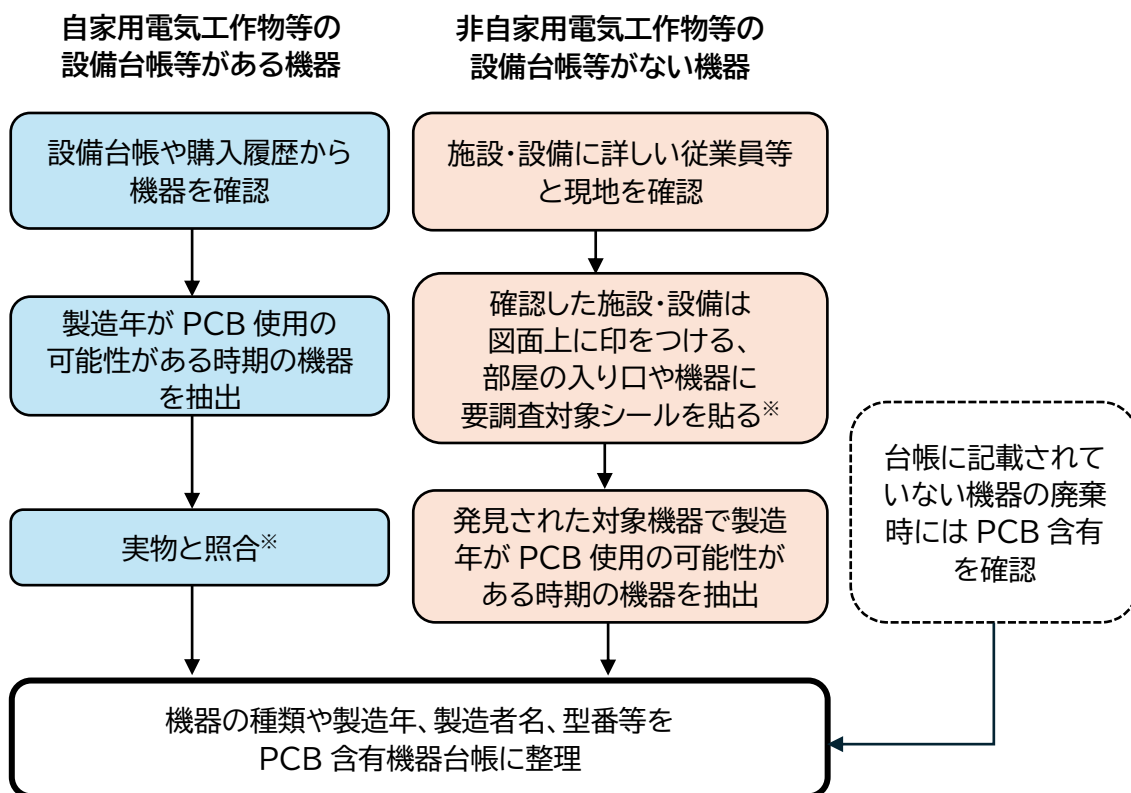 自家用電気工作物等の
設備台帳等がある機器
設備台帳や購入履歴から
機器を確認
製造年が PCB 使用の
可能性がある時期の機器
を抽出
実物と照合※
非自家用電気工作物等の
設備台帳等がない機器
施設・設備に詳しい従業員等
と現地を確認
確認した施設・設備は
図面上に印をつける、
部屋の入り口や機器に
要調査対象シールを貼る※
発見された対象機器で製造
年が PCB 使用の可能性が
ある時期の機器を抽出
台帳に記載されて
いない機器の廃棄
時には PCB 含有
を確認
機器の種類や製造年、製造者名、型番等を
PCB 含有機器台帳に整理